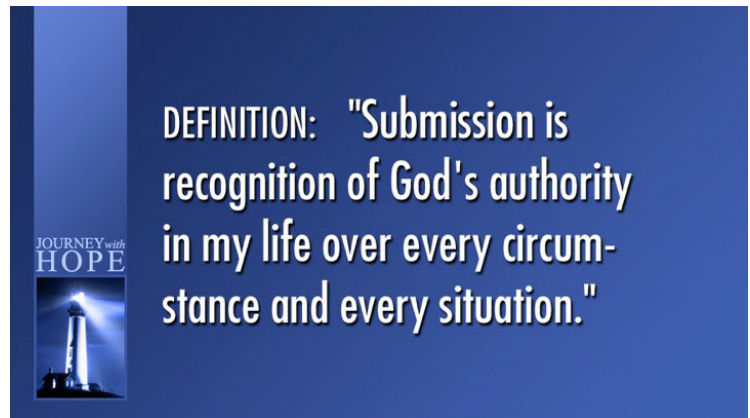 DEFINITION: "Submission is
recognition of God's authority
in my life over every circum-
stance and every situation."
JOURNEY with
HOPE